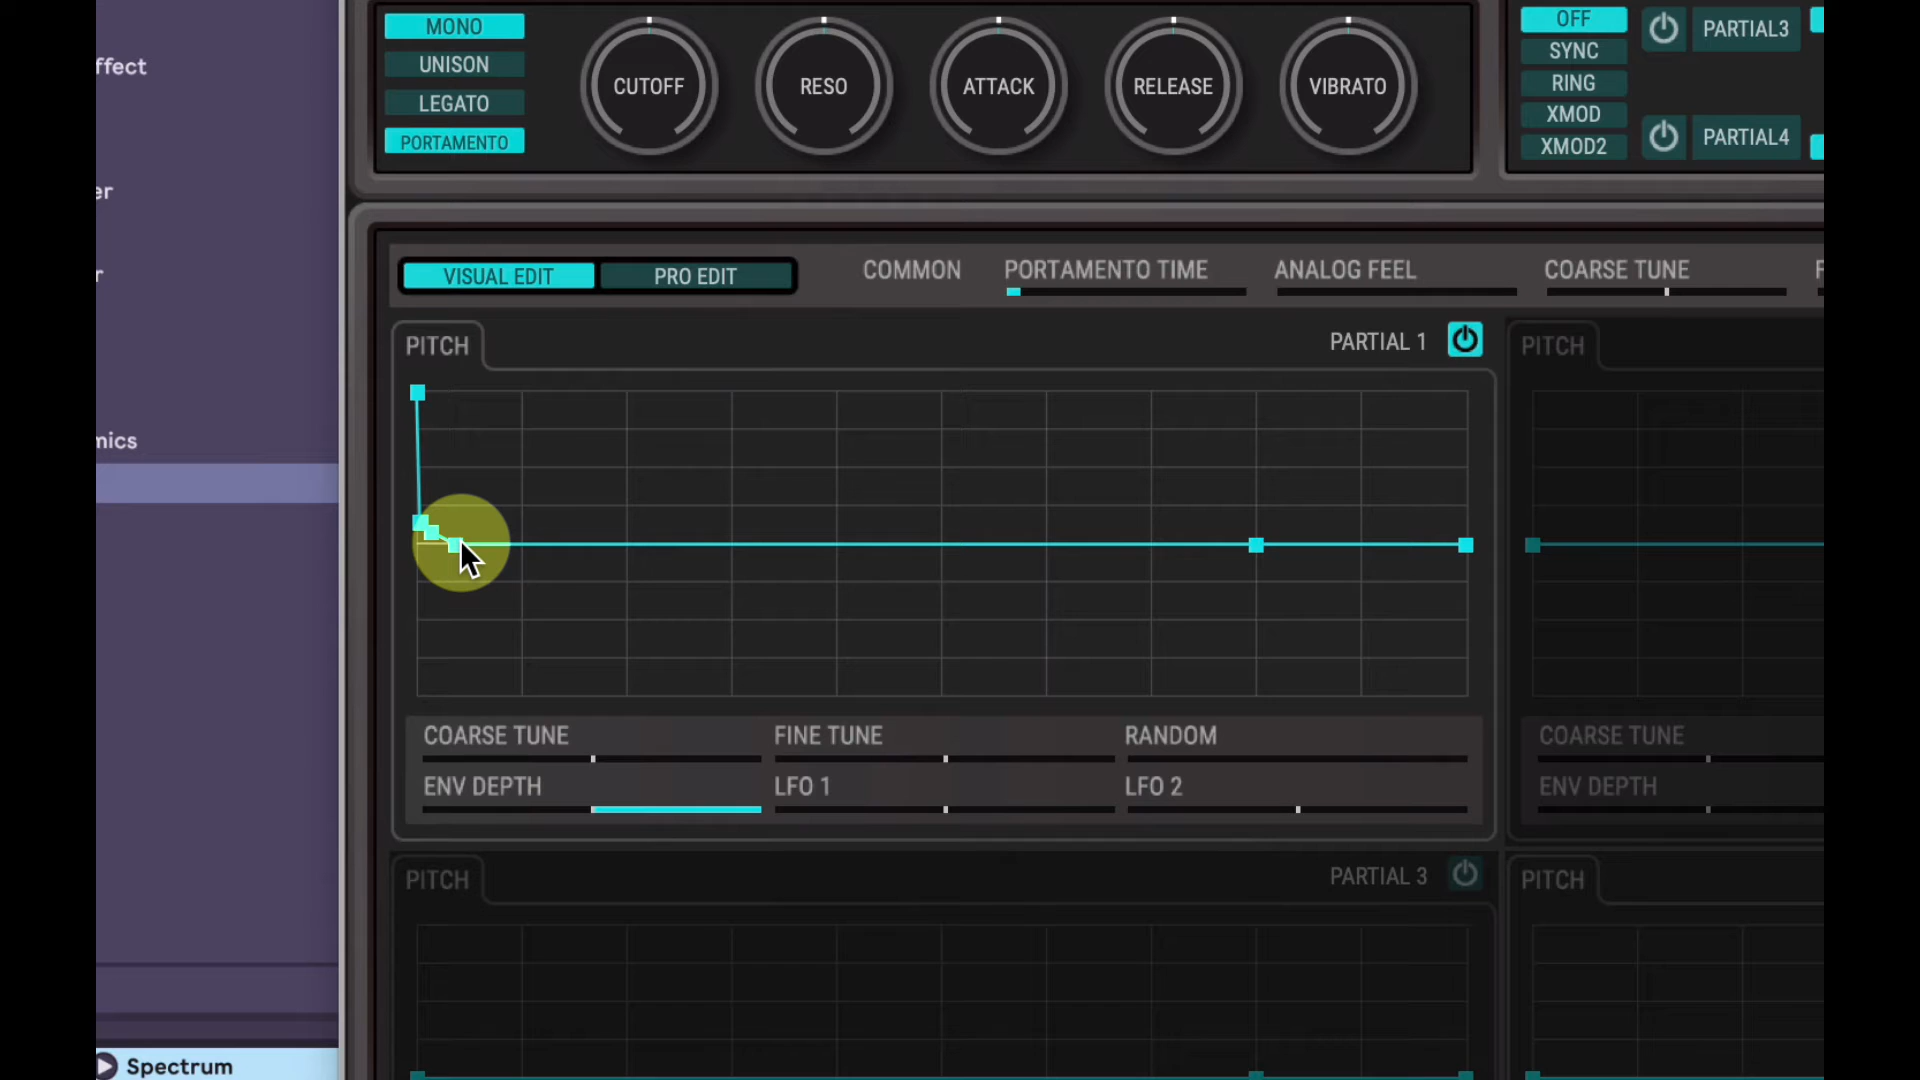 MONO
UNISON
LEGATO
PORTAMENTO
CUTOFF
RESO
ATTACK
RELEASE
VIBRATO
OFF
SYNC
RING
XMOD
XMOD2
PARTIAL3
PARTIAL4
ffect
er
r
mics
Spectrum
VISUAL EDIT
PRO EDIT
COMMON
PORTAMENTO TIME
ANALOG FEEL
COARSE TUNE
F
PITCH
PARTIAL 1
COARSE TUNE
FINE TUNE
RANDOM
ENV DEPTH
LFO 1
LFO 2
PITCH
COARSE TUNE
ENV DEPTH
PITCH
PARTIAL 3
PITCH